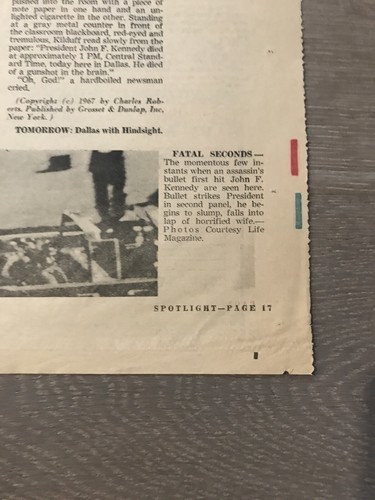 pushed into the room with a piece of
note paper in one hand and an un-
lighted cigarette in the other. Standing
at a gray metal counter in front of
the classroom blackboard, red-eyed and
tremulous, Kilduff read slowly from the
paper: "President John F. Kennedy died
at approximately 1 PM, Central Stand-
ard Time, today here in Dallas. He died
of a gunshot in the brain."
"Oh, God!" a hardboiled newsman
cried.
(Copyright (c) 1967 by Charles Rob-
erts. Published by Grosset & Dunlap, Inc,
New York.)
TOMORROW: Dallas with Hindsight.
FATAL SECONDS—
The momentous few in-
stants when an assassin's
bullet first hit John F.
Kennedy are seen here.
Bullet strikes President
in second panel, he be-
gins to slump, falls into
lap of horrified wife.—
Photos Courtesy Life
Magazine.
SPOTLIGHT—PAGE 17